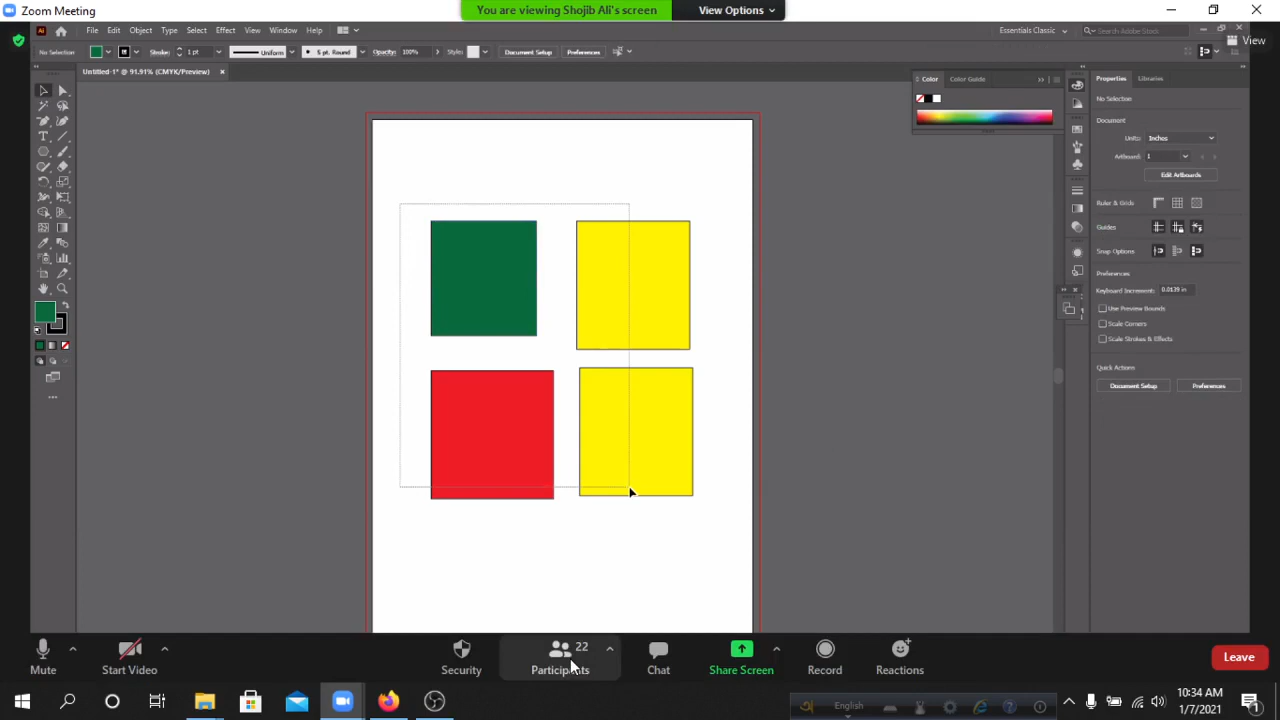 Zoom Meeting
You are viewing Shojib Ali's screen
View Options
Ai File Edit Object Type Select Effect View Window Help
Essentials Classic
Search Adobe Stock
View
No Selection
Stroke:
1 pt
Uniform
5 pt. Round
Opacity:
100%
Style:
Document Setup
Preferences
Untitled-1* @ 91.91% (CMYK/Preview)
Color
Color Guide
Properties
Libraries
No Selection
Document
Units:
Inches
Artboard:
1
Edit Artboards
Ruler & Grids
Guides
Snap Options
Preferences
Keyboard Increment:
0.0139 in
Use Preview Bounds
Scale Corners
Scale Strokes & Effects
Quick Actions
Document Setup
Preferences
22
Mute
Start Video
Security
Participants
Chat
Share Screen
Record
Reactions
Leave
English
10:34 AM
1/7/2021
1